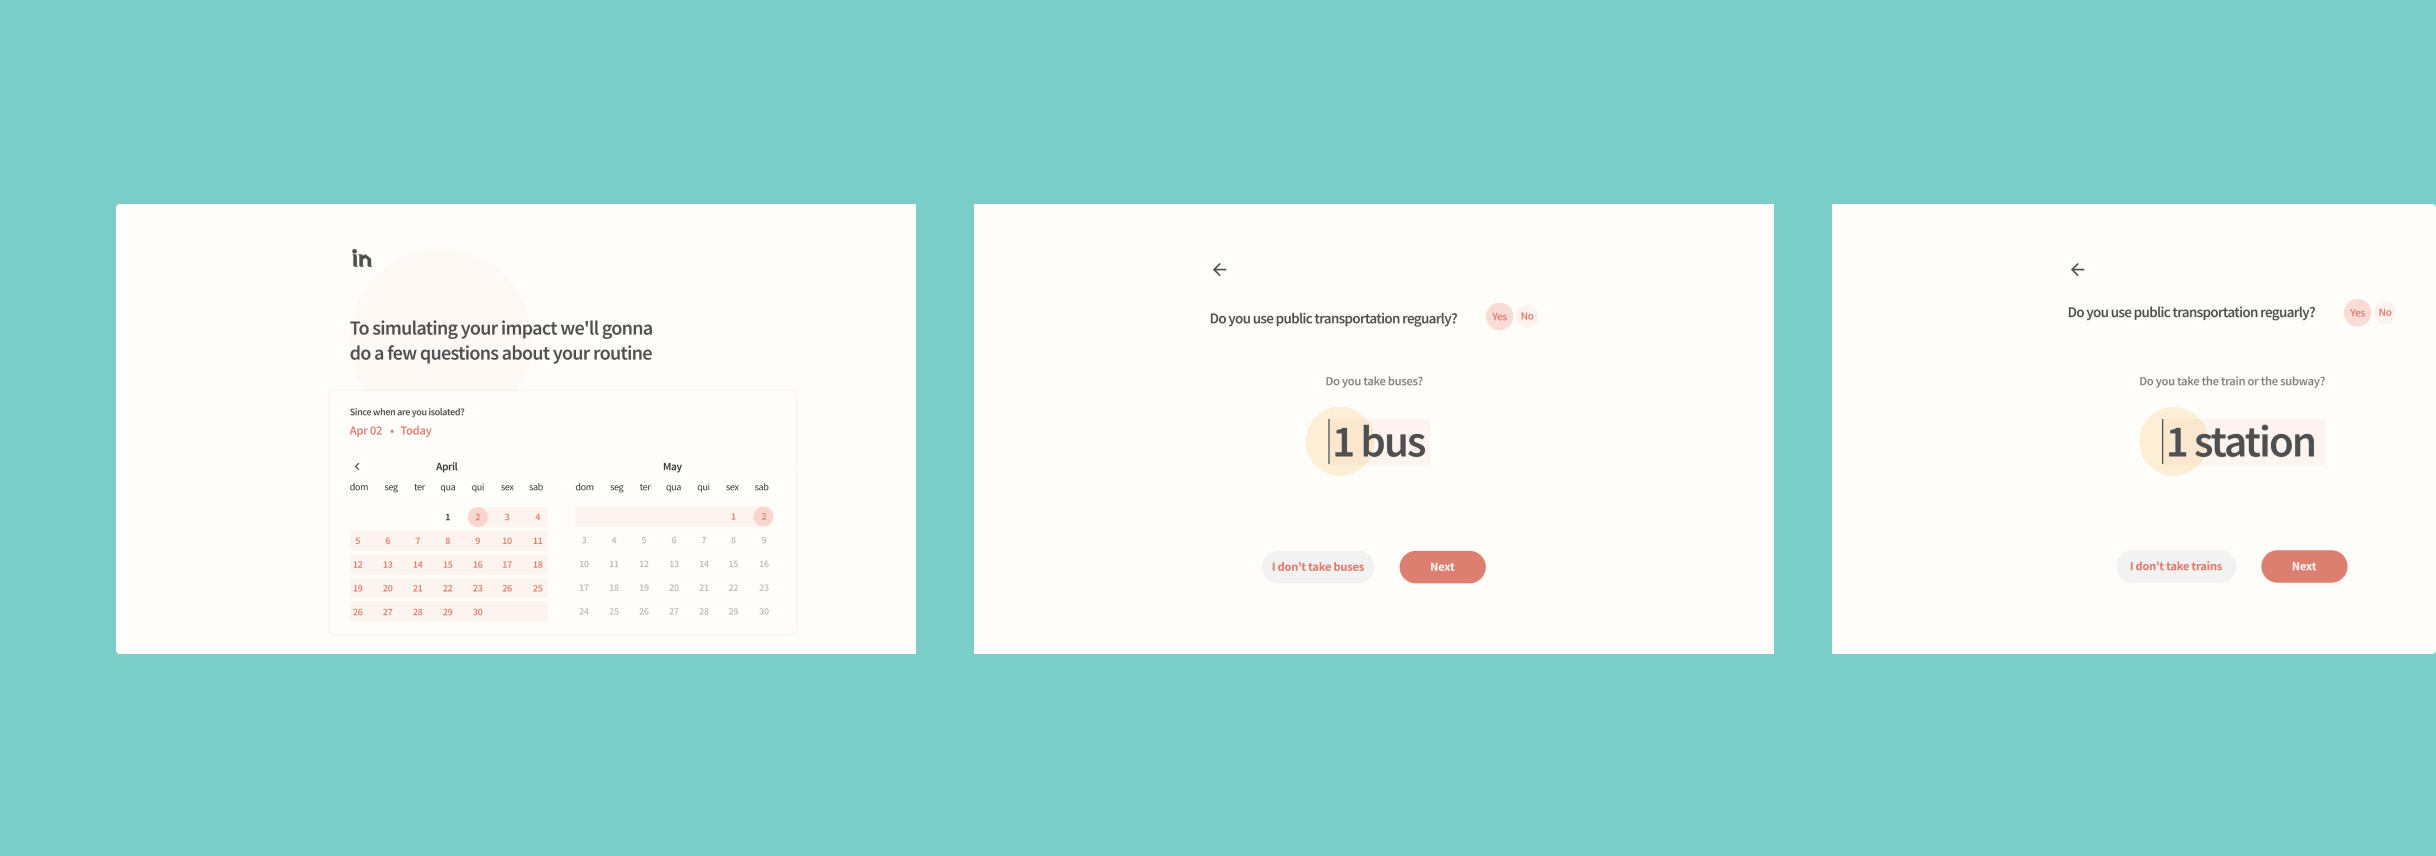 in
To simulating your impact we'll gonna
do a few questions about your routine
Since when are you isolated?
Apr 02 • Today
April
dom seg ter qua qui sex sab
1 2 3 4
5 6 7 8 9 10 11
12 13 14 15 16 17 18
19 20 21 22 23 26 25
26 27 28 29 30
May
dom seg ter qua qui sex sab
1 2
3 4 5 6 7 8 9
10 11 12 13 14 15 16
17 18 19 20 21 22 23
24 25 26 27 28 29 30
Do you use public transportation reguarly? Yes No
Do you take buses?
1 bus
I don't take buses Next
Do you use public transportation reguarly? Yes No
Do you take the train or the subway?
1 station
I don't take trains Next